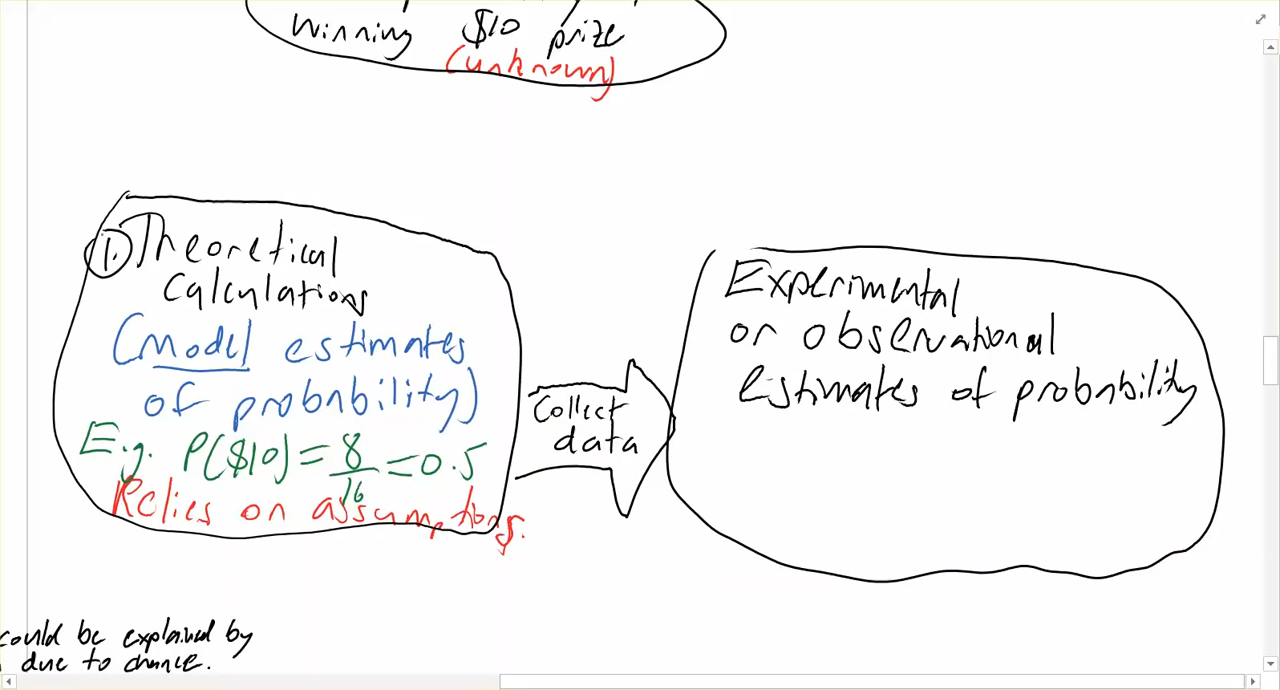 winning $10 prize
(unknown)
1. Theoretical
Calculations
(model estimates
of probability)
E.g. P($10) = 8/16 = 0.5
Relies on assumptions.
Collect
data
Experimental
or observational
estimates of probability
could be explained by
due to chance.